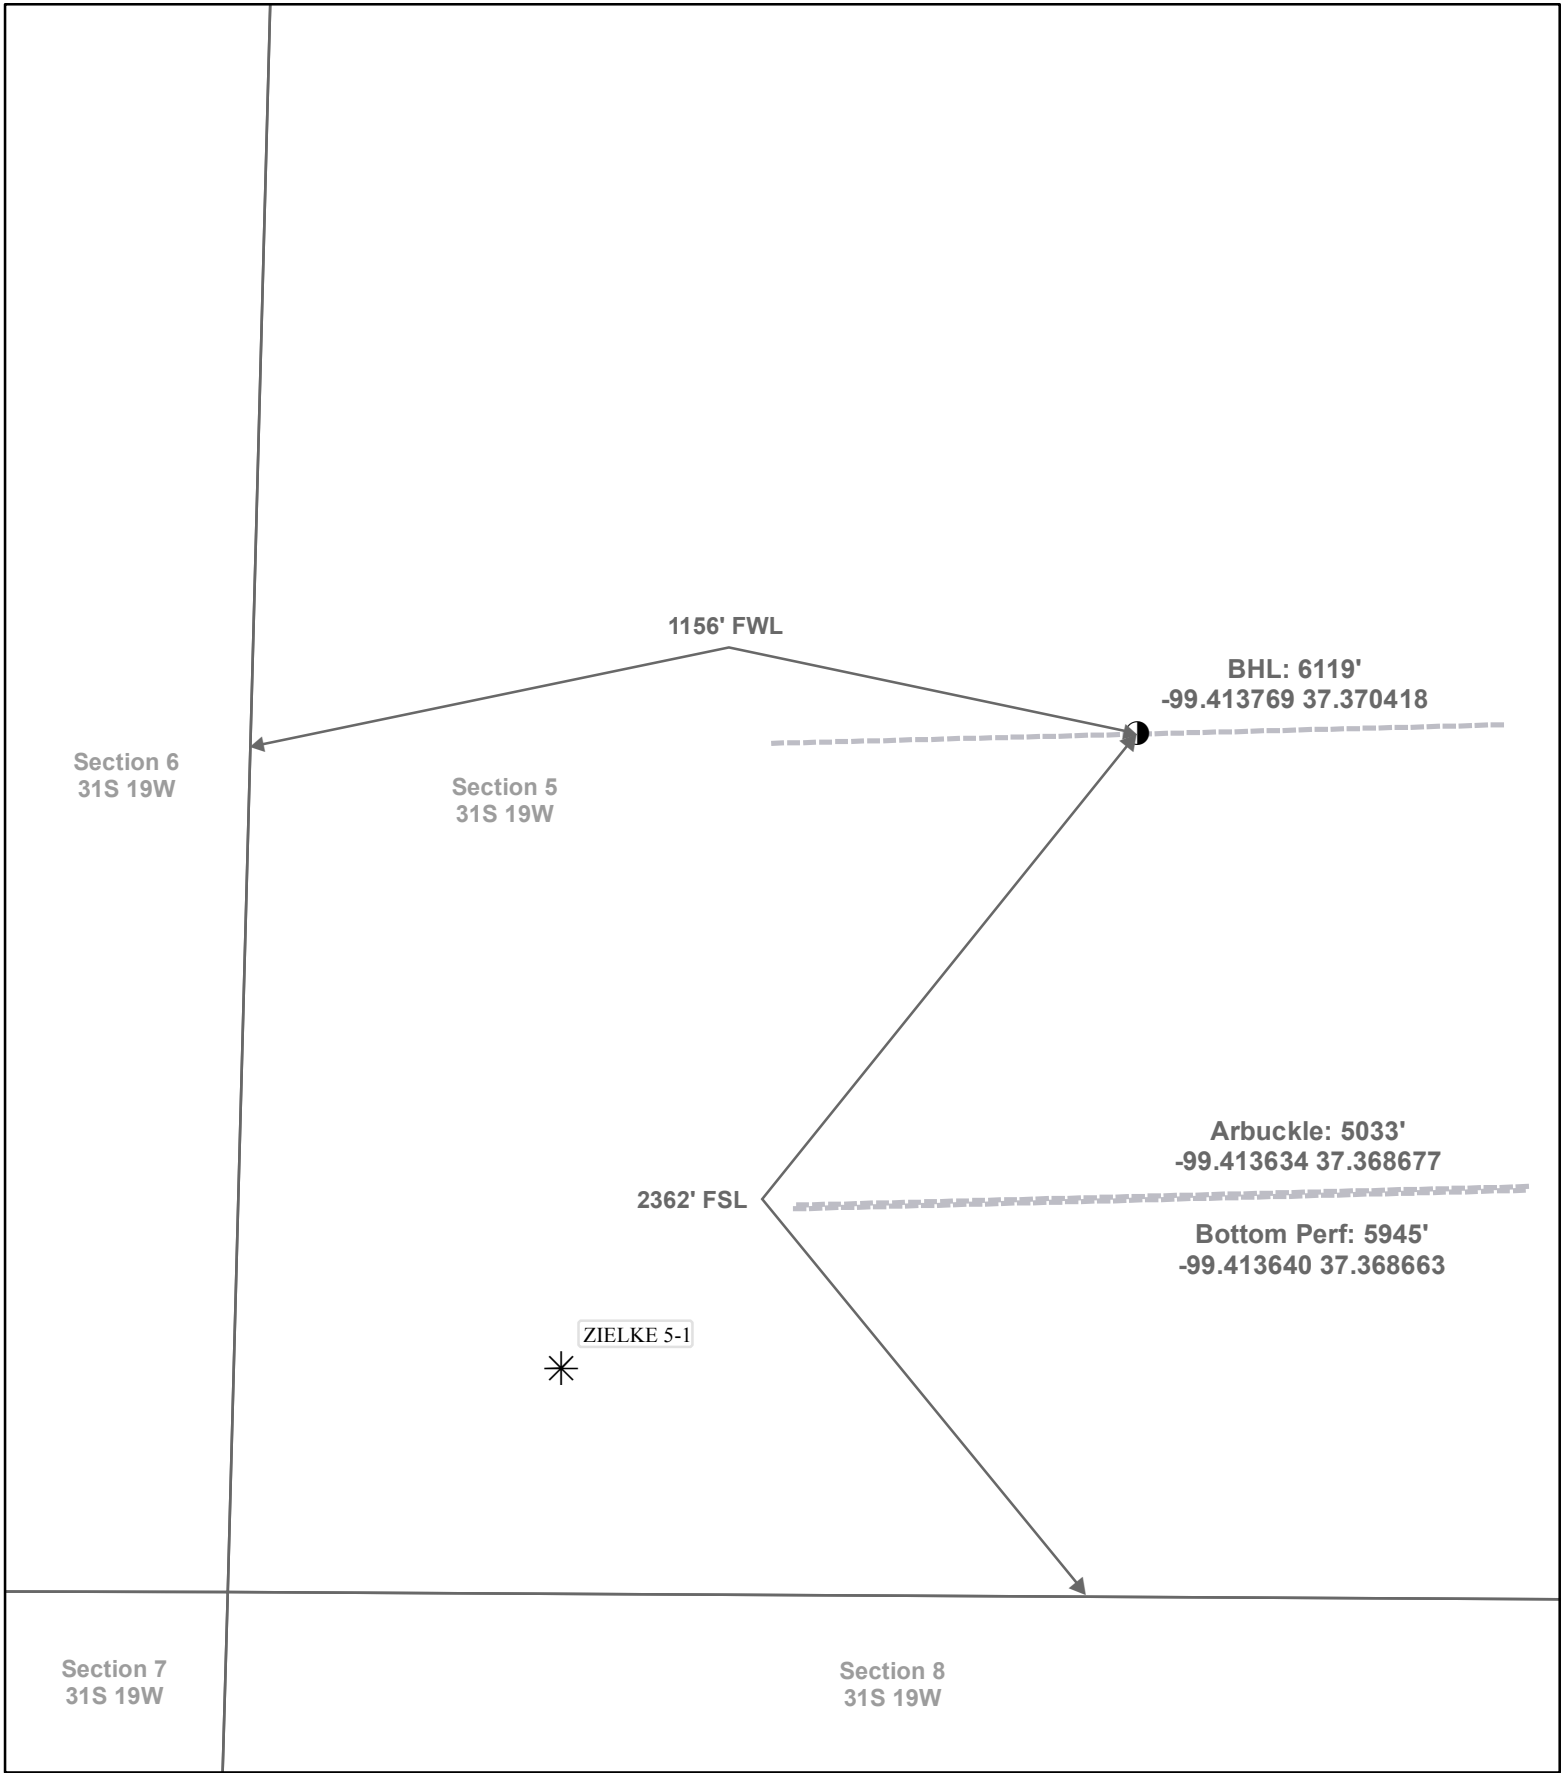 1156' FWL
BHL: 6119'
-99.413769 37.370418
Section 6
31S 19W
Section 5
31S 19W
Arbuckle: 5033'
-99.413634 37.368677
2362' FSL
Bottom Perf: 5945'
-99.413640 37.368663
ZIELKE 5-1
Section 7
31S 19W
Section 8
31S 19W